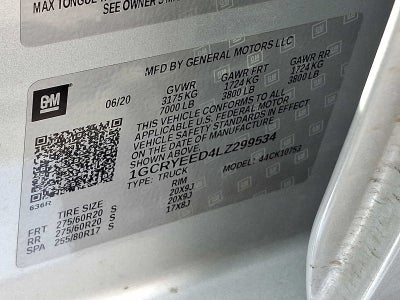 MAX TONGUE
SEE OWNER'S
MFD BY GENERAL MOTORS LLC
GM
06/20
GVWR GAWR FRT GAWR RR
3175 KG 1724 KG 1724 KG
7000 LB 3800 LB 3800 LB
THIS VEHICLE CONFORMS TO ALL
APPLICABLE U.S. FEDERAL MOTOR
VEHICLE SAFETY STANDARDS IN EFFECT
ON THE DATE OF MANUFACTURE
1GCRYEED4LZ299534
TYPE: TRUCK MODEL: 44CK10753
636R
TIRE SIZE RIM
FRT 275/60R20 S 20X9J
RR 275/60R20 S 20X9J
SPA 255/80R17 S 17X8J